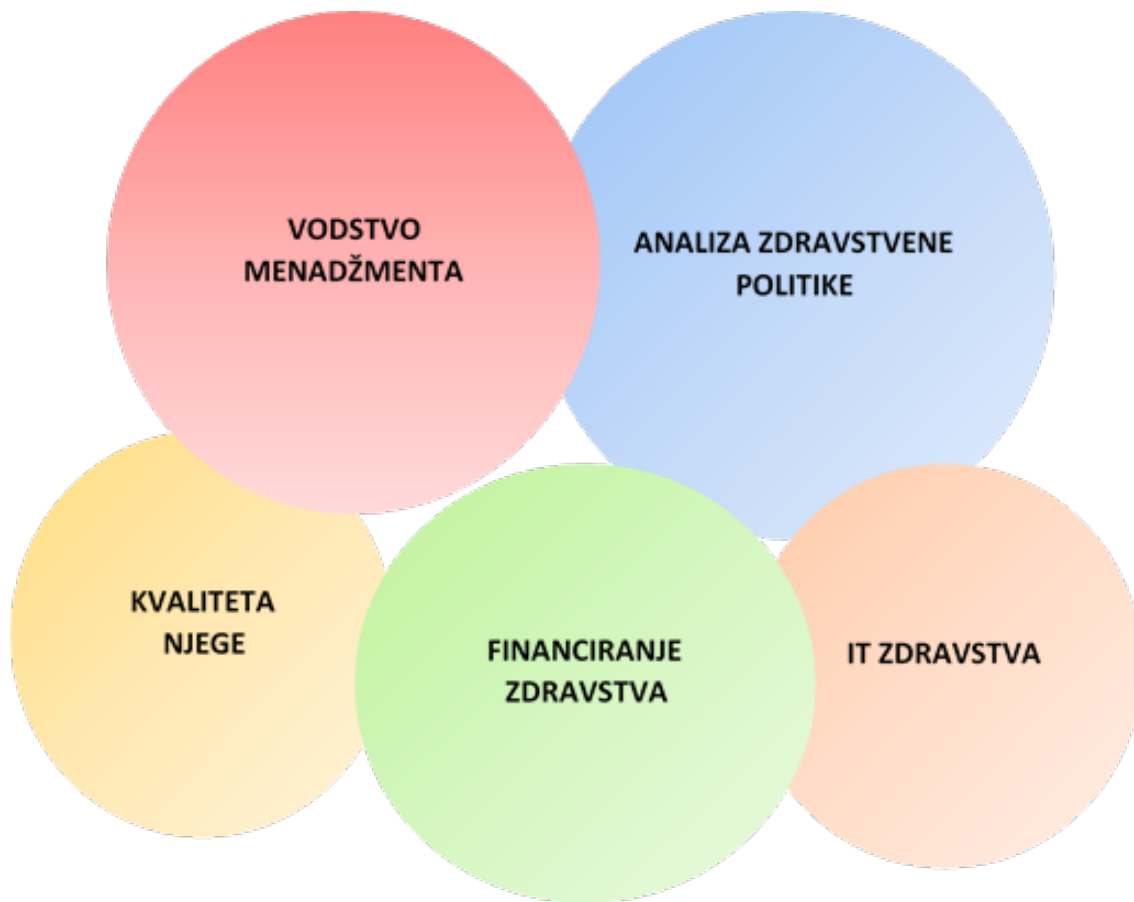 VODSTVO
MENADŽMENTA
ANALIZA ZDRAVSTVENE
POLITIKE
KVALITETA
NJEGE
FINANCIRANJE
ZDRAVSTVA
IT ZDRAVSTVA